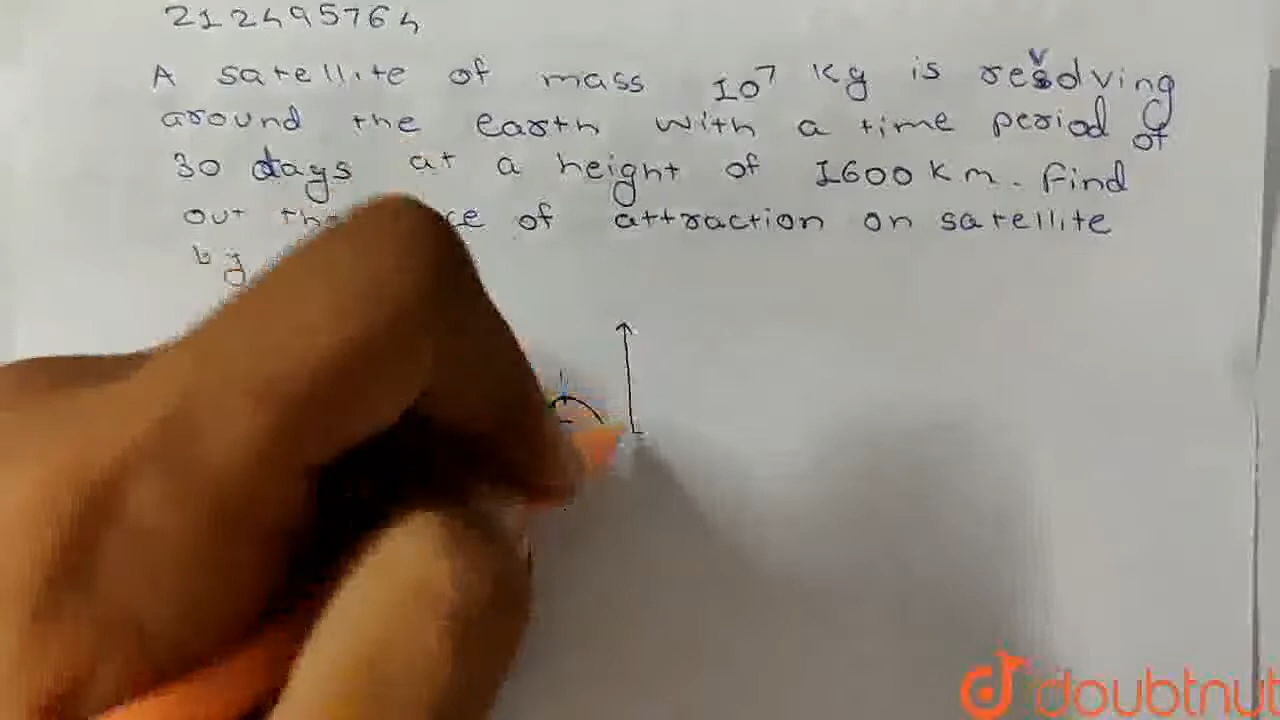 212495764
A satellite of mass 10⁷ kg is revolving
around the earth with a time period of
30 days at a height of 1600 km. find
out of attraction on satellite
by
doubtnut